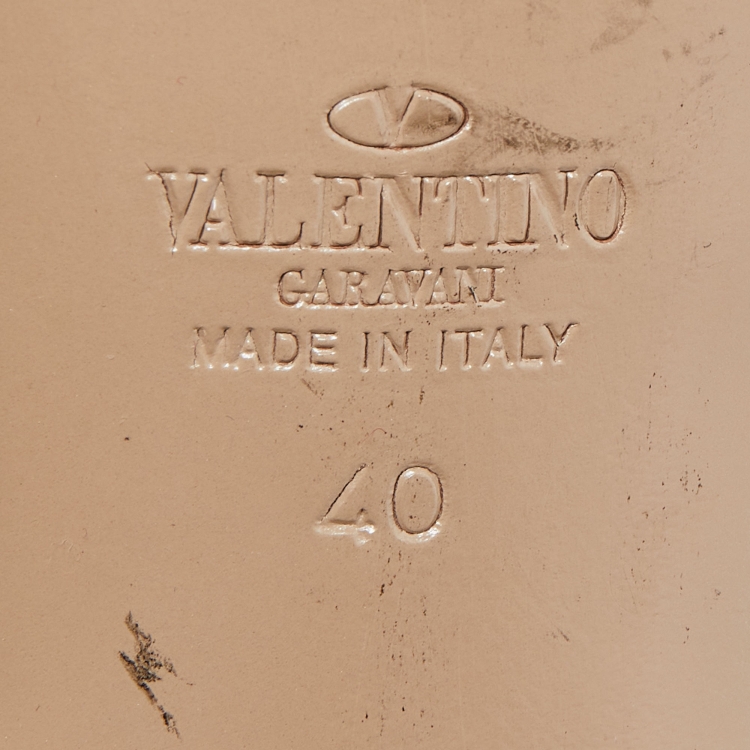 V
VALENTINO
GARAVANI
MADE IN ITALY
40